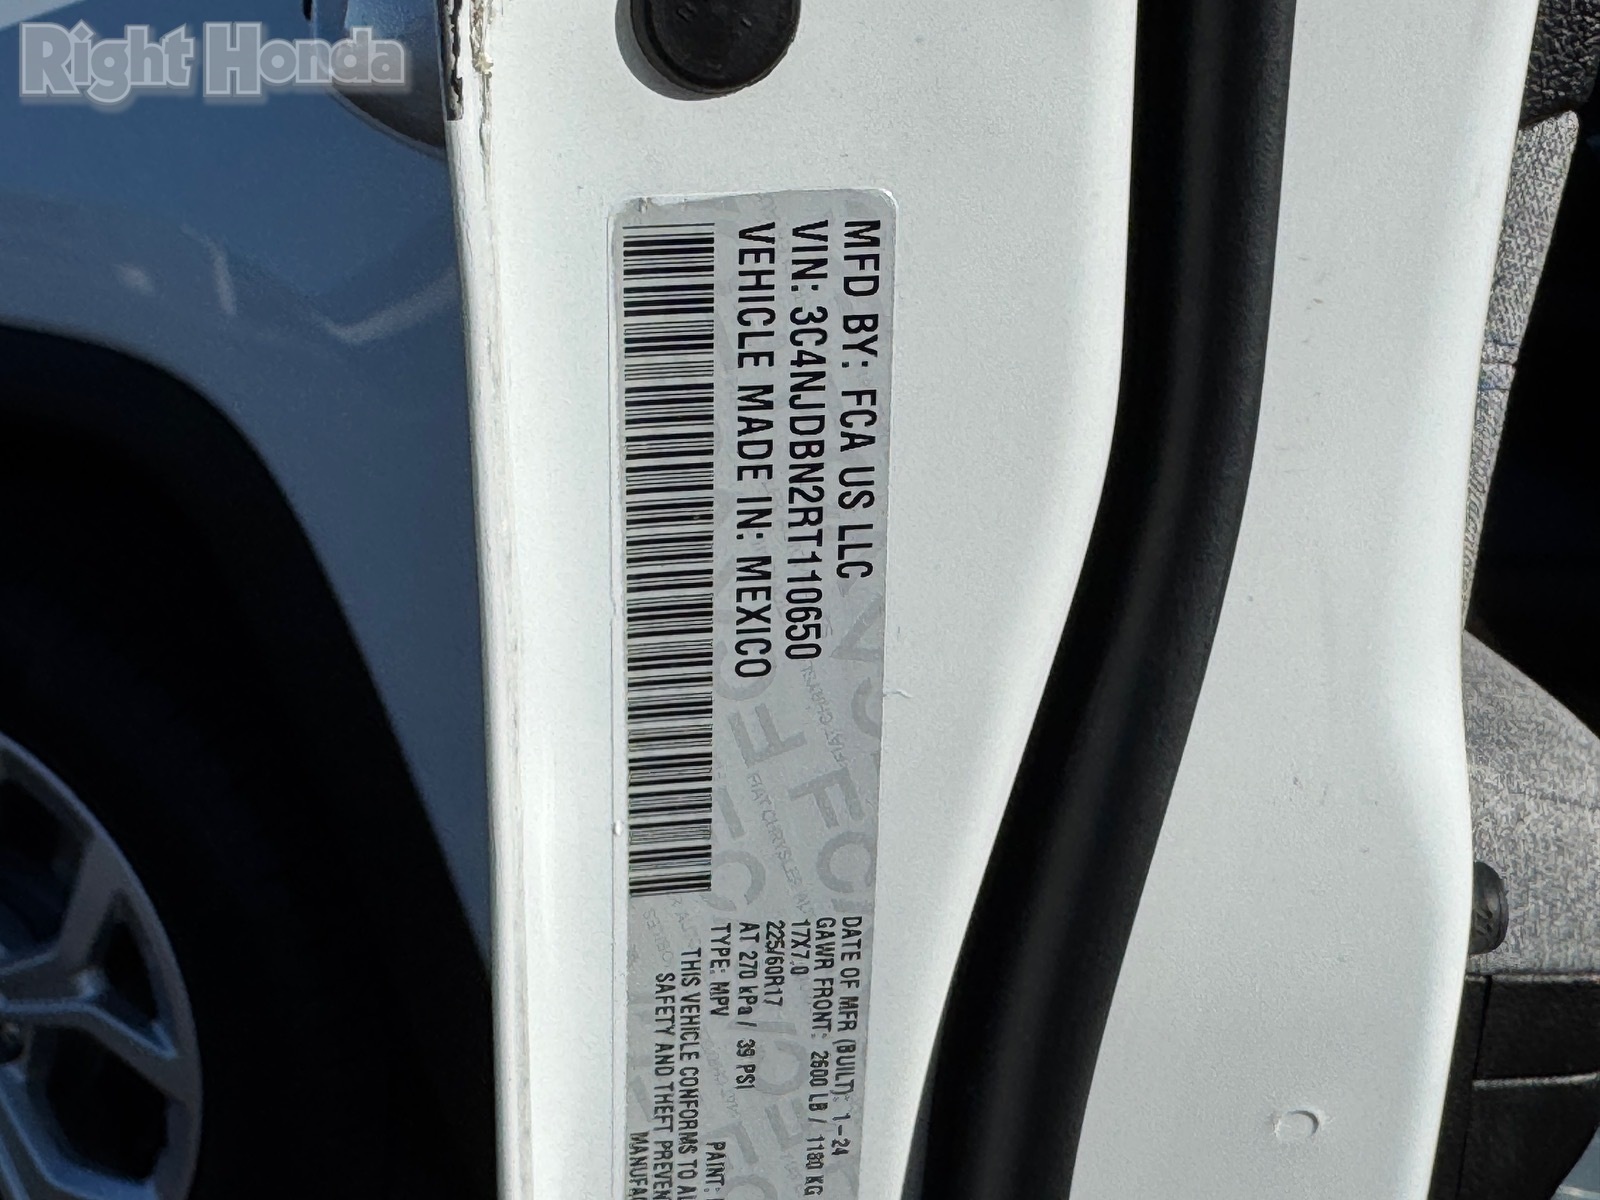 Right Honda
MFD BY: FCA US LLC
VIN: 3C4NJDBN2RT110650
VEHICLE MADE IN: MEXICO
DATE OF MFR (BUILT): 1-24
GAWR FRONT: 2600 LB / 1180 KG
17X7.0
225/60R17
AT 270 kPa / 39 PSI
TYPE: MPV
THIS VEHICLE CONFORMS TO
SAFETY AND THEFT
PAINT: